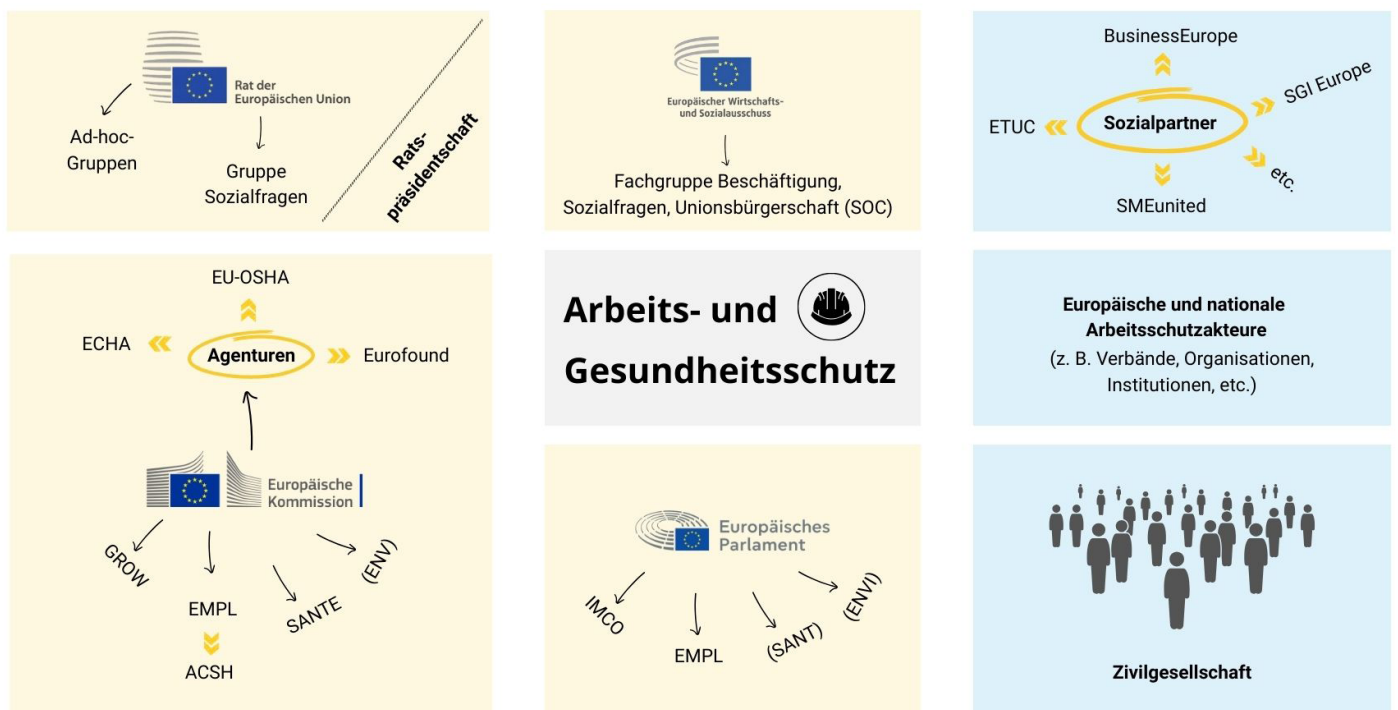 Rat der
Europäischen Union
Ad-hoc-
Gruppen
Gruppe
Sozialfragen
Rats-
präsidentschaft
Europäischer Wirtschafts-
und Sozialausschuss
Fachgruppe Beschäftigung,
Sozialfragen, Unionsbürgerschaft (SOC)
BusinessEurope
SGI Europe
ETUC
Sozialpartner
etc.
SMEunited
EU-OSHA
ECHA
Agenturen
Eurofound
Europäische
Kommission
GROW
EMPL
SANTE
(ENV)
ACSH
Arbeits- und
Gesundheitsschutz
Europäische und nationale
Arbeitsschutzakteure
(z. B. Verbände, Organisationen,
Institutionen, etc.)
Europäisches
Parlament
IMCO
EMPL
(SANT)
(ENVI)
Zivilgesellschaft